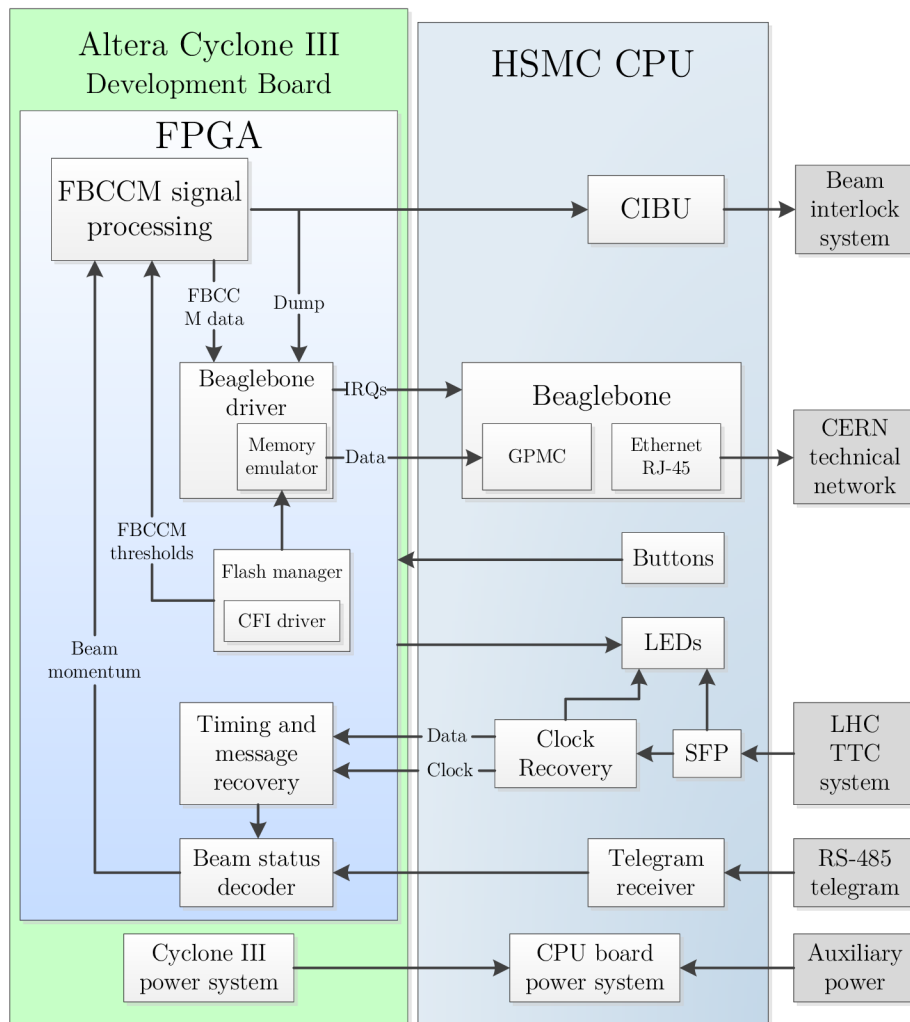 Altera Cyclone III
Development Board
HSMC CPU
FPGA
FBCCM signal
processing
CIBU
Beam
interlock
system
FBCC
M data
Dump
Beaglebone
driver
IRQs
Beaglebone
Memory
emulator
Data
GPMC
Ethernet
RJ-45
CERN
technical
network
FBCCM
thresholds
Flash manager
CFI driver
Buttons
LEDs
Beam
momentum
Timing and
message
recovery
Data
Clock
Clock
Recovery
SFP
LHC
TTC
system
Beam status
decoder
Telegram
receiver
RS-485
telegram
Cyclone III
power system
CPU board
power system
Auxiliary
power